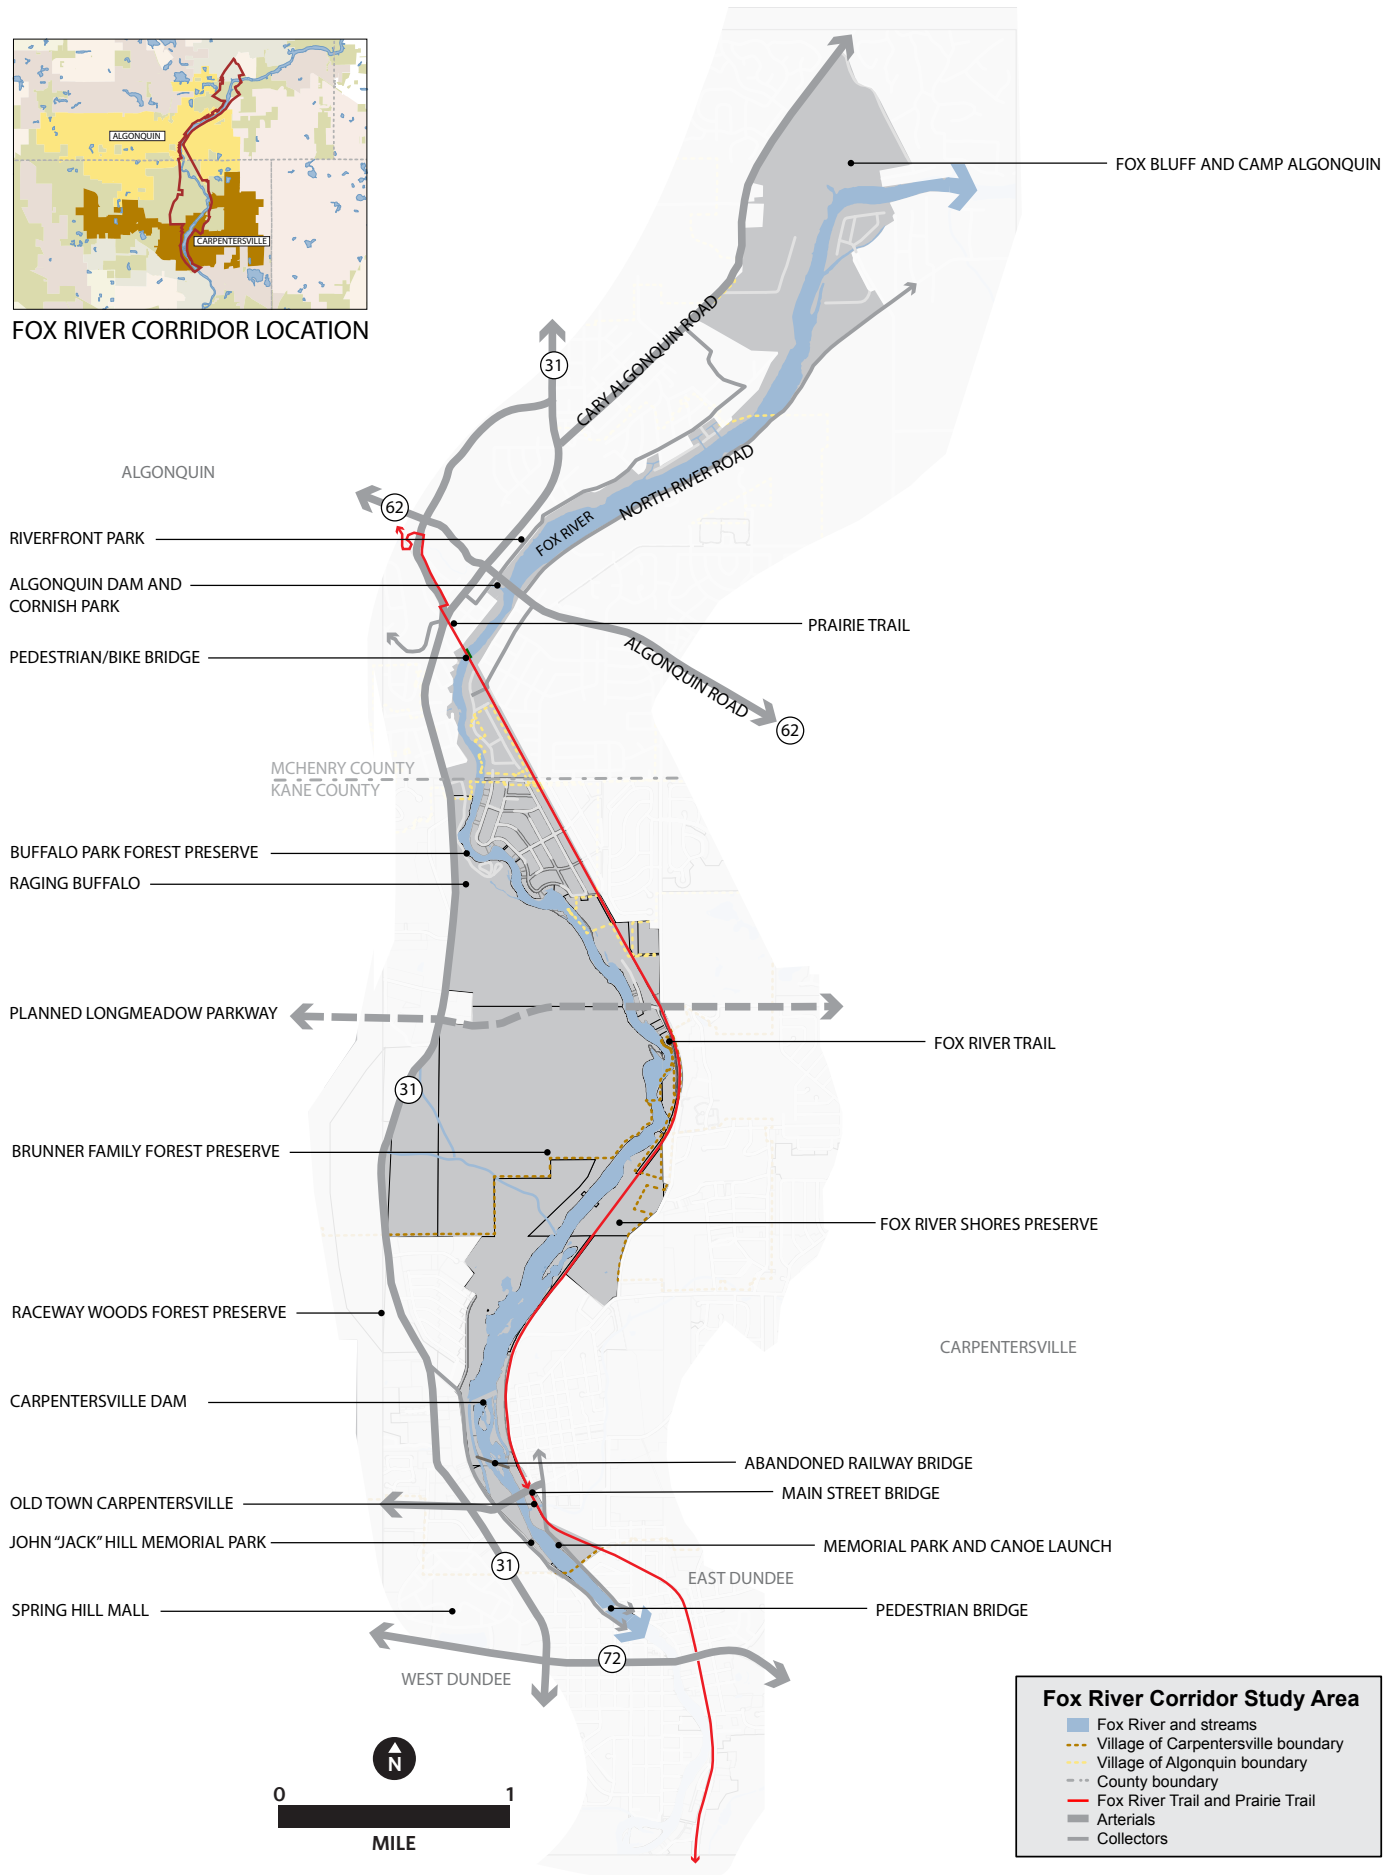 ALGONQUIN
CARPENTERSVILLE
FOX RIVER CORRIDOR LOCATION
FOX BLUFF AND CAMP ALGONQUIN
31
CARY ALGONQUIN ROAD
ALGONQUIN
62
NORTH RIVER ROAD
FOX RIVER
RIVERFRONT PARK
ALGONQUIN DAM AND
CORNISH PARK
PRAIRIE TRAIL
PEDESTRIAN/BIKE BRIDGE
ALGONQUIN ROAD
62
MCHENRY COUNTY
KANE COUNTY
BUFFALO PARK FOREST PRESERVE
RAGING BUFFALO
PLANNED LONGMEADOW PARKWAY
FOX RIVER TRAIL
31
BRUNNER FAMILY FOREST PRESERVE
FOX RIVER SHORES PRESERVE
RACEWAY WOODS FOREST PRESERVE
CARPENTERSVILLE
CARPENTERSVILLE DAM
ABANDONED RAILWAY BRIDGE
MAIN STREET BRIDGE
OLD TOWN CARPENTERSVILLE
JOHN “JACK” HILL MEMORIAL PARK
MEMORIAL PARK AND CANOE LAUNCH
31
EAST DUNDEE
SPRING HILL MALL
PEDESTRIAN BRIDGE
72
WEST DUNDEE
N
0 1
MILE
Fox River Corridor Study Area
Fox River and streams
Village of Carpentersville boundary
Village of Algonquin boundary
County boundary
Fox River Trail and Prairie Trail
Arterials
Collectors